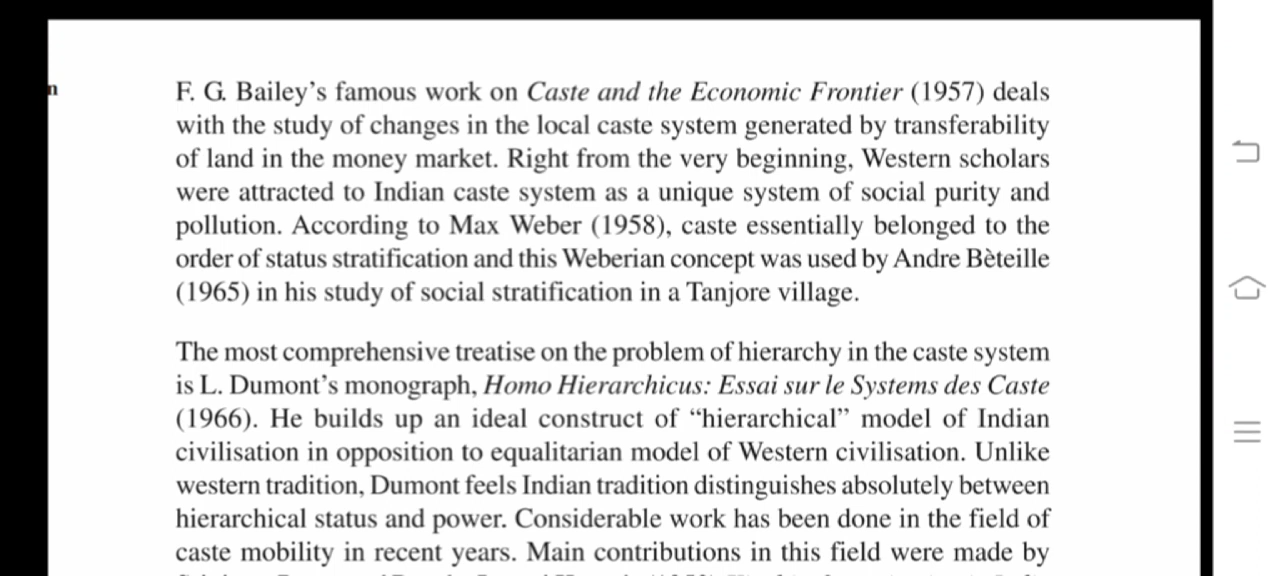 n
F. G. Bailey’s famous work on Caste and the Economic Frontier (1957) deals
with the study of changes in the local caste system generated by transferability
of land in the money market. Right from the very beginning, Western scholars
were attracted to Indian caste system as a unique system of social purity and
pollution. According to Max Weber (1958), caste essentially belonged to the
order of status stratification and this Weberian concept was used by Andre Bèteille
(1965) in his study of social stratification in a Tanjore village.
The most comprehensive treatise on the problem of hierarchy in the caste system
is L. Dumont’s monograph, Homo Hierarchicus: Essai sur le Systems des Caste
(1966). He builds up an ideal construct of “hierarchical” model of Indian
civilisation in opposition to equalitarian model of Western civilisation. Unlike
western tradition, Dumont feels Indian tradition distinguishes absolutely between
hierarchical status and power. Considerable work has been done in the field of
caste mobility in recent years. Main contributions in this field were made by